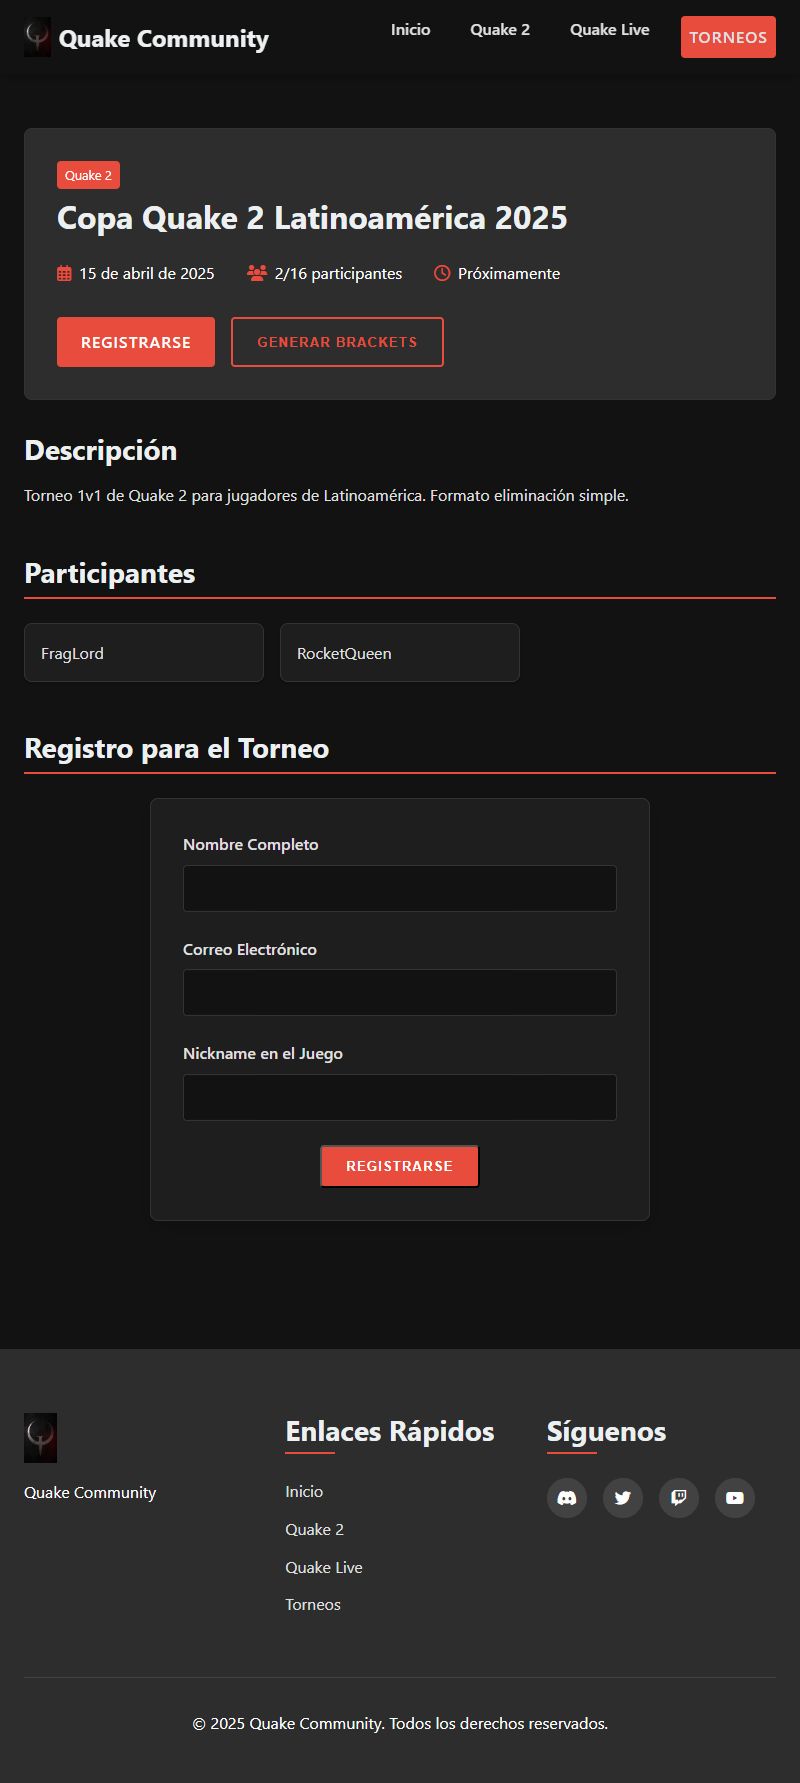 Quake Community
Inicio
Quake 2
Quake Live
TORNEOS
Quake 2
Copa Quake 2 Latinoamérica 2025
15 de abril de 2025
2/16 participantes
Próximamente
REGISTRARSE
GENERAR BRACKETS
Descripción
Torneo 1v1 de Quake 2 para jugadores de Latinoamérica. Formato eliminación simple.
Participantes
FragLord
RocketQueen
Registro para el Torneo
Nombre Completo
Correo Electrónico
Nickname en el Juego
REGISTRARSE
Quake Community
Enlaces Rápidos
Inicio
Quake 2
Quake Live
Torneos
Síguenos
© 2025 Quake Community. Todos los derechos reservados.